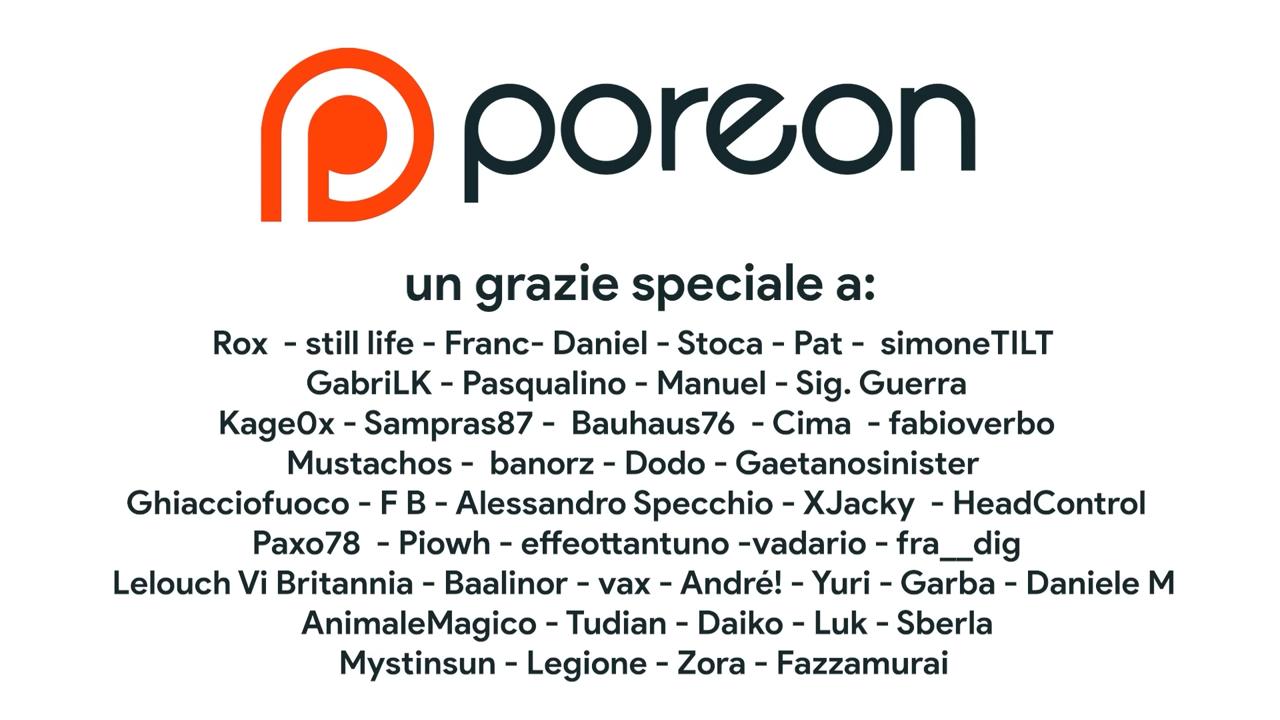 poreon
un grazie speciale a:
Rox - still life - Franc- Daniel - Stoca - Pat - simoneTILT
GabriLK - Pasqualino - Manuel - Sig. Guerra
Kage0x - Sampras87 - Bauhaus76 - Cima - fabioverbo
Mustachos - banorz - Dodo - Gaetanosinister
Ghiacciofuoco - F B - Alessandro Specchio - XJacky - HeadControl
Paxo78 - Piowh - effeottantuno -vadario - fra__dig
Lelouch Vi Britannia - Baalinor - vax - André! - Yuri - Garba - Daniele M
AnimaleMagico - Tudian - Daiko - Luk - Sberla
Mystinsun - Legione - Zora - Fazzamurai